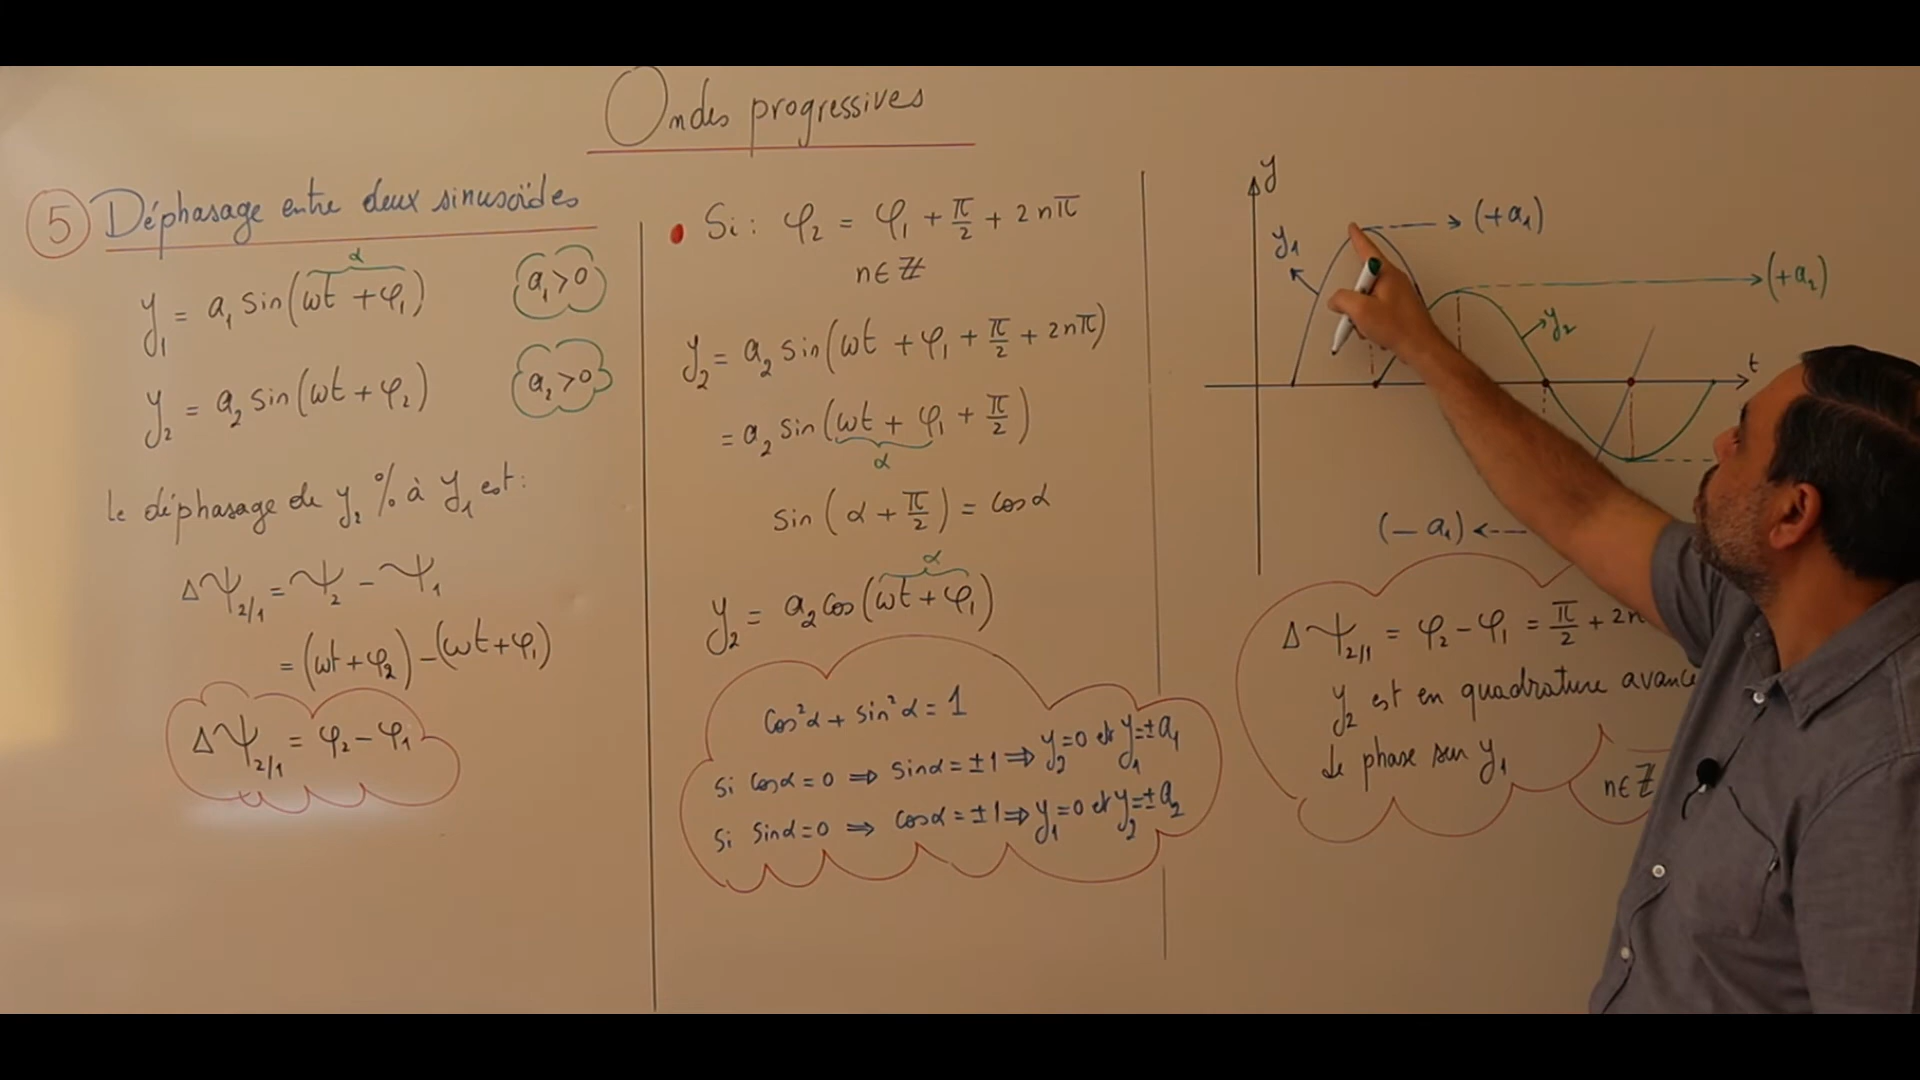 Ondes progressives
5 Déphasage entre deux sinusoïdes
α
y₁ = a₁ sin(ωt + φ₁)
a₁>0
y₂ = a₂ sin(ωt + φ₂)
a₂>0
Le déphasage de y₂ % à y₁ est:
Δψ₂/₁ = ψ₂ − ψ₁
= (ωt+φ₂) − (ωt+φ₁)
Δψ₂/₁ = φ₂ − φ₁
• Si: φ₂ = φ₁ + π/2 + 2nπ
n∈ℤ
y₂ = a₂ sin(ωt + φ₁ + π/2 + 2nπ)
= a₂ sin(ωt + φ₁ + π/2)
α
sin(α + π/2) = cosα
α
y₂ = a₂ cos(ωt + φ₁)
cos²α + sin²α = 1
Si cosα=0 ⇒ sinα=±1 ⇒ y₂=0 et y₁=±a₁
Si sinα=0 ⇒ cosα=±1 ⇒ y₁=0 et y₂=±a₂
y
(+a₁)
y₁
(+a₂)
y₂
t
(−a₁)
Δψ₂/₁ = φ₂ − φ₁ = π/2 + 2n
y₂ est en quadrature avance
de phase sur y₁
n∈ℤ